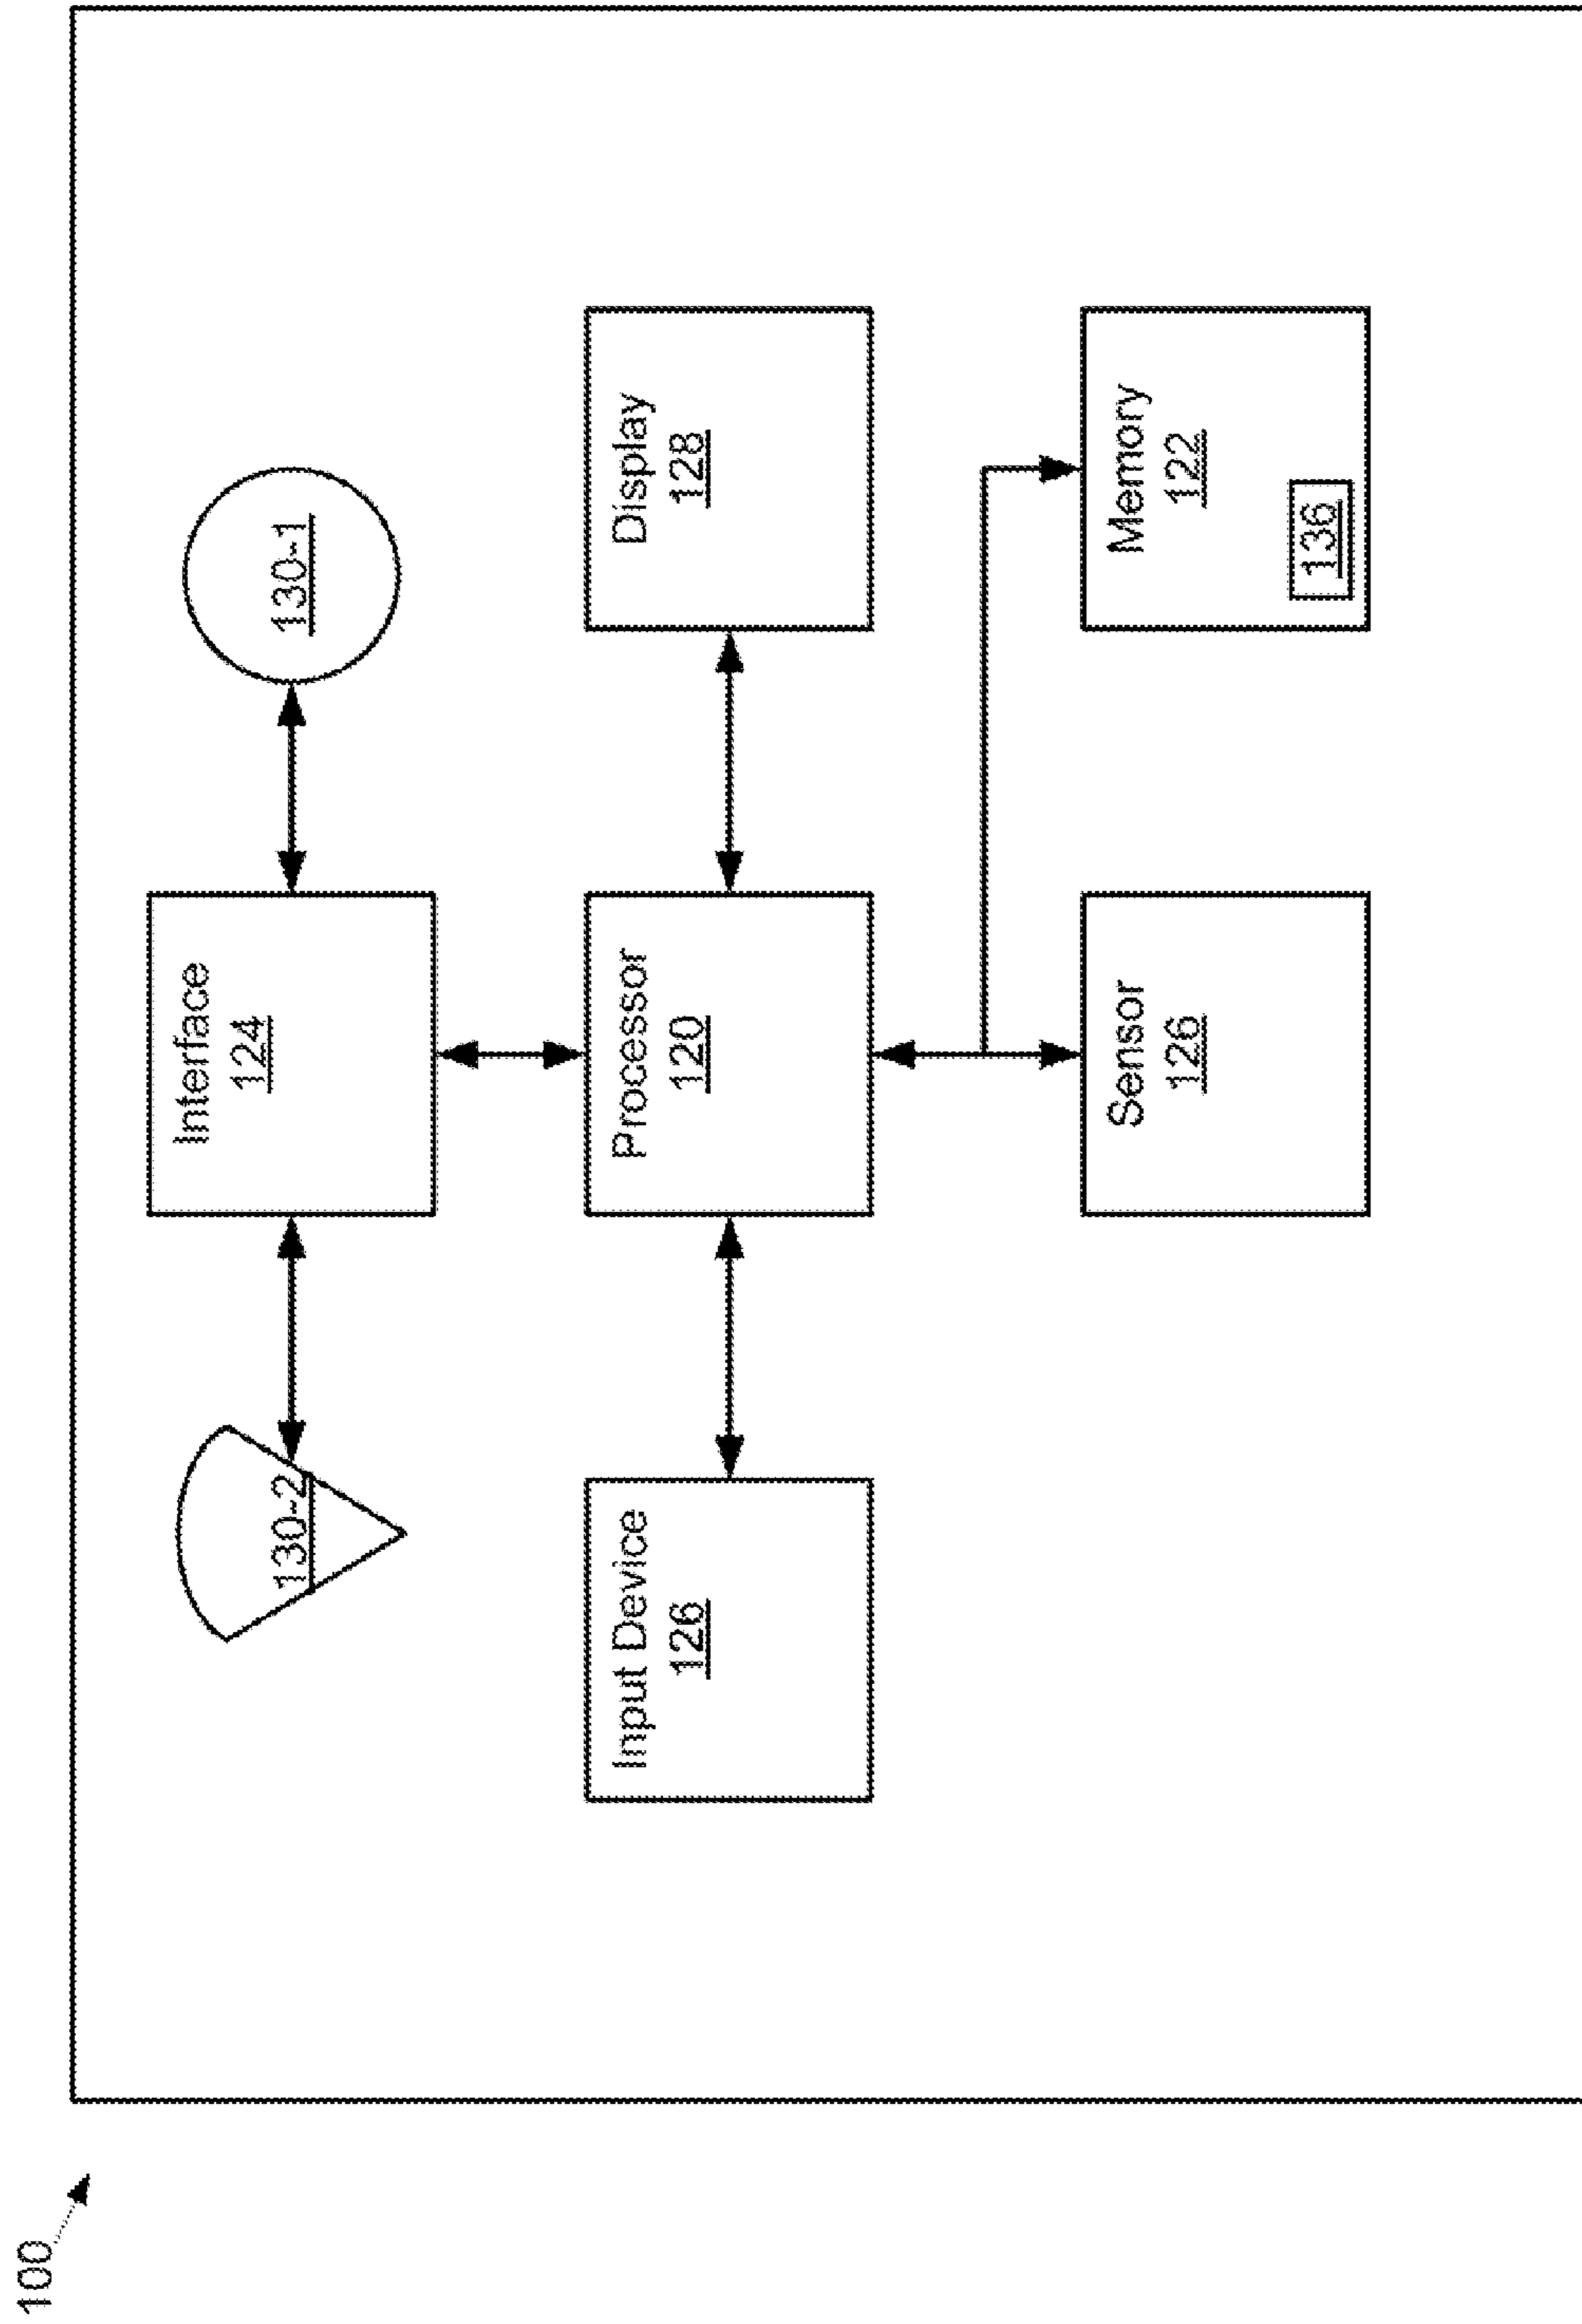 100
130-2
Interface
124
130-1
Input Device
126
Processor
120
Display
128
Sensor
126
Memory
122
136